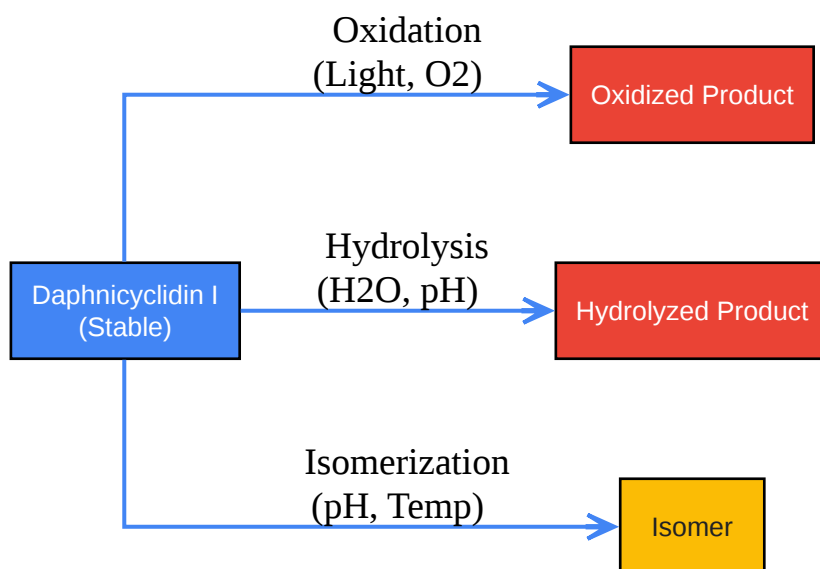 Oxidation
(Light, O2)
Oxidized Product
Hydrolysis
(H2O, pH)
Daphnicyclidin I
(Stable)
Hydrolyzed Product
Isomerization
(pH, Temp)
Isomer